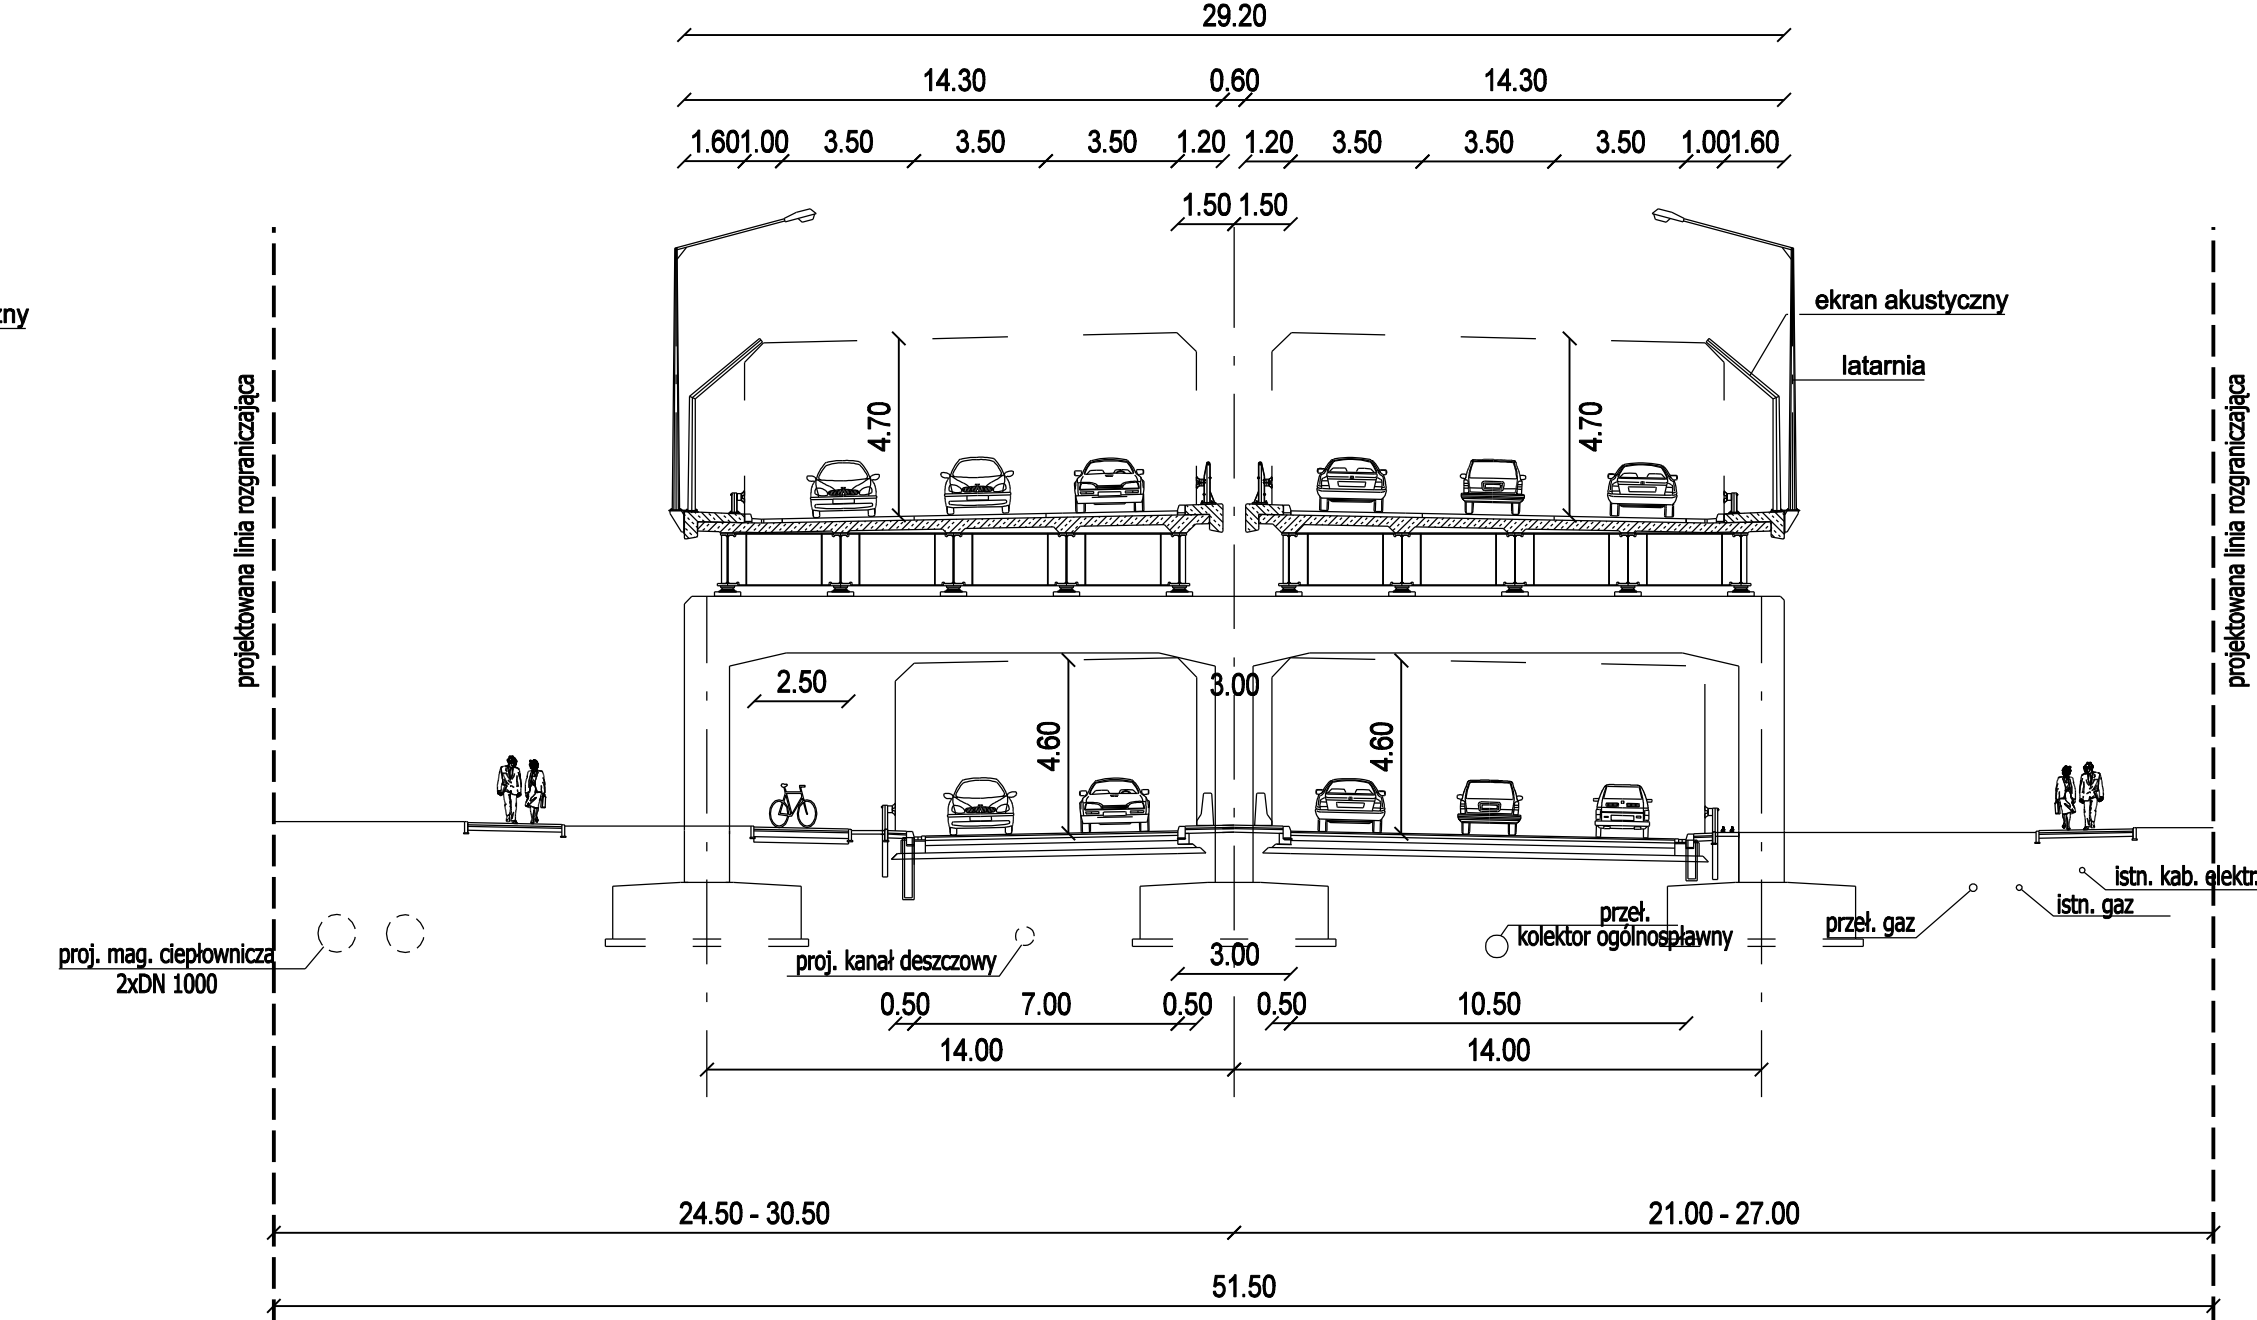 29.20
14.30 0.60 14.30
1.60 1.00 3.50 3.50 3.50 1.20 1.20 3.50 3.50 3.50 1.00 1.60
1.50 1.50
ekran akustyczny
zny
latarnia
projektowana linia rozgraniczająca
projektowana linia rozgraniczająca
4.70
4.70
2.50
3.00
4.60
4.60
istn. kab. elektr.
istn. gaz
przeł. gaz
przeł.
kolektor ogólnospławny
proj. mag. ciepłownicza
2xDN 1000
proj. kanał deszczowy
3.00
0.50 7.00 0.50 0.50 10.50
14.00 14.00
24.50 - 30.50 21.00 - 27.00
51.50